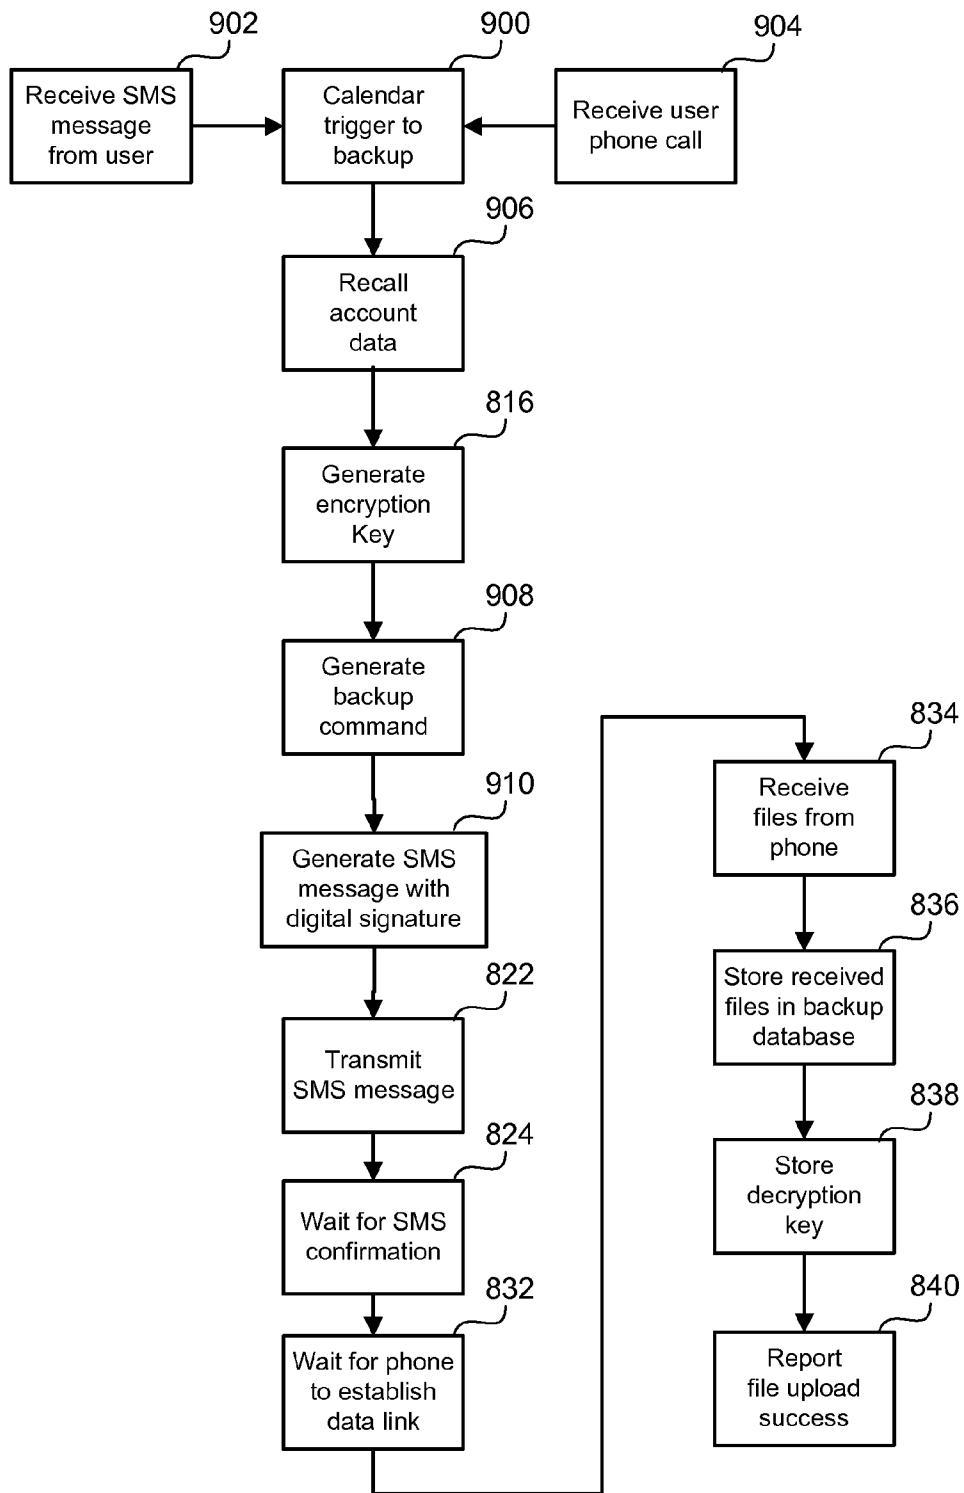 902
Receive SMS
message
from user
900
Calendar
trigger to
backup
904
Receive user
phone call
906
Recall
account
data
816
Generate
encryption
Key
908
Generate
backup
command
910
Generate SMS
message with
digital signature
822
Transmit
SMS message
824
Wait for SMS
confirmation
832
Wait for phone
to establish
data link
834
Receive
files from
phone
836
Store received
files in backup
database
838
Store
decryption
key
840
Report
file upload
success